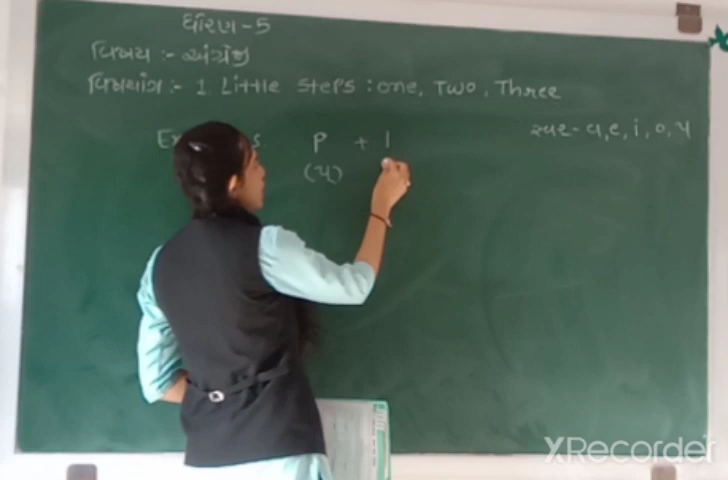 ધોરણ - 5
વિષય :- અંગ્રેજી
વિષયાંગ :- 1 Little steps : one, Two, Three
P + l
(પ્)
સ્વર - a, e, i, o, u
XRecorder